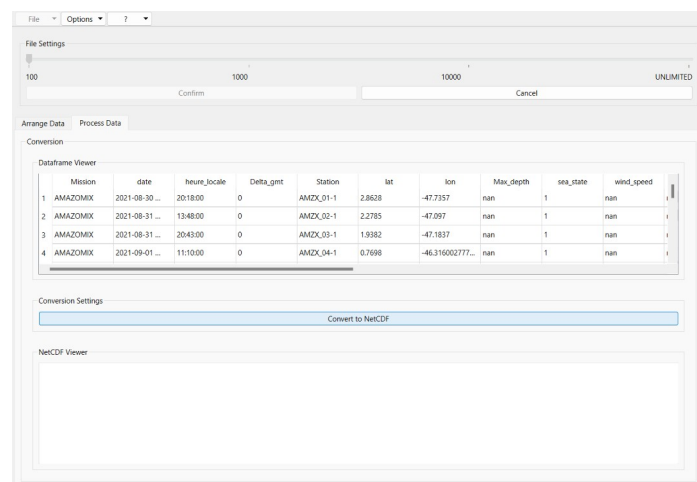 File Options ?
File Settings
100 1000 10000 UNLIMITED
Confirm Cancel
Arrange Data Process Data
Conversion
Dataframe Viewer
Mission date heure_locale Delta_gmt Station lat lon Max_depth sea_state wind_speed
1 AMAZOMIX 2021-08-30 ... 20:18:00 0 AMZX_01-1 2.8628 -47.7357 nan 1 nan
2 AMAZOMIX 2021-08-31 ... 13:48:00 0 AMZX_02-1 2.2785 -47.097 nan 1 nan
3 AMAZOMIX 2021-08-31 ... 20:43:00 0 AMZX_03-1 1.9382 -47.1837 nan 1 nan
4 AMAZOMIX 2021-09-01 ... 11:10:00 0 AMZX_04-1 0.7698 -46.316002777... nan 1 nan
Conversion Settings
Convert to NetCDF
NetCDF Viewer